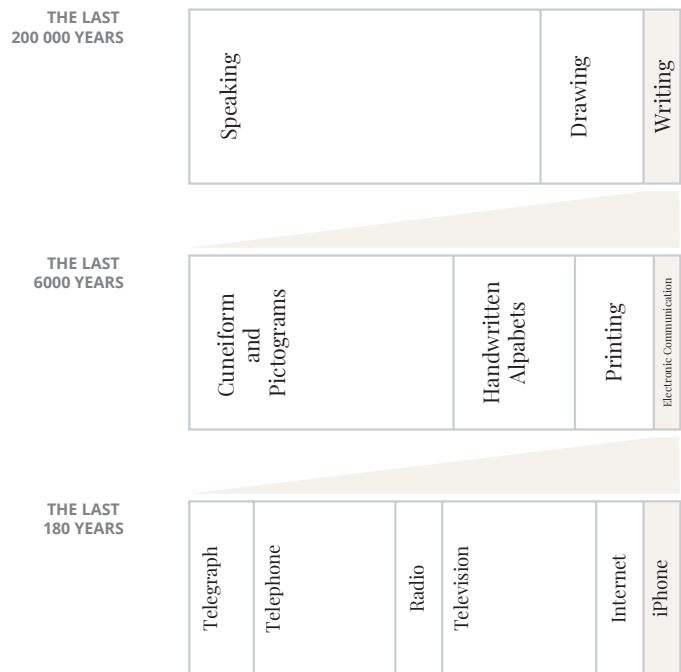 THE LAST
200 000 YEARS
Speaking
Drawing
Writing
THE LAST
6000 YEARS
Cuneiform
and
Pictograms
Handwritten
Alpabets
Printing
Electronic Communication
THE LAST
180 YEARS
Telegraph
Telephone
Radio
Television
Internet
iPhone